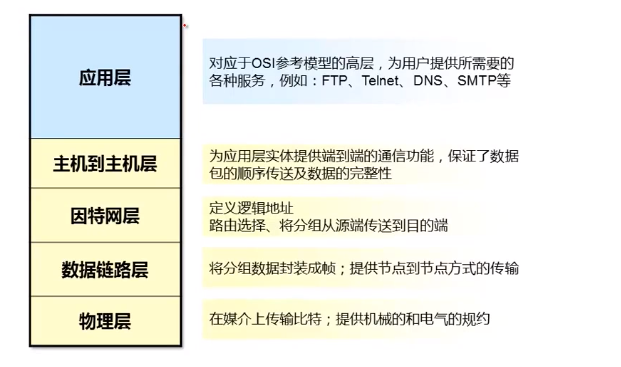 应用层
对应于OSI参考模型的高层，为用户提供所需要的
各种服务，例如：FTP、Telnet、DNS、SMTP等
主机到主机层
为应用层实体提供端到端的通信功能，保证了数据
包的顺序传送及数据的完整性
因特网层
定义逻辑地址
路由选择、将分组从源端传送到目的端
数据链路层
将分组数据封装成帧；提供节点到节点方式的传输
物理层
在媒介上传输比特；提供机械的和电气的规约